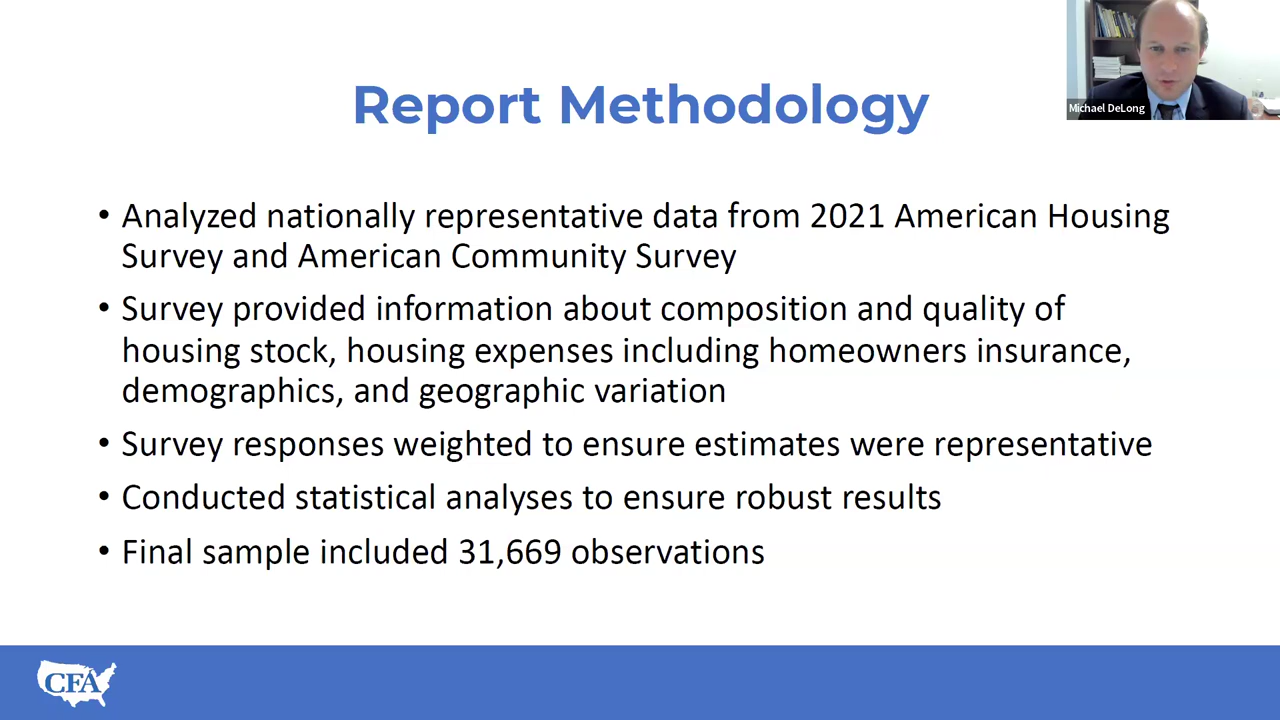 Report Methodology
Michael DeLong
• Analyzed nationally representative data from 2021 American Housing
Survey and American Community Survey
• Survey provided information about composition and quality of
housing stock, housing expenses including homeowners insurance,
demographics, and geographic variation
• Survey responses weighted to ensure estimates were representative
• Conducted statistical analyses to ensure robust results
• Final sample included 31,669 observations
CFA